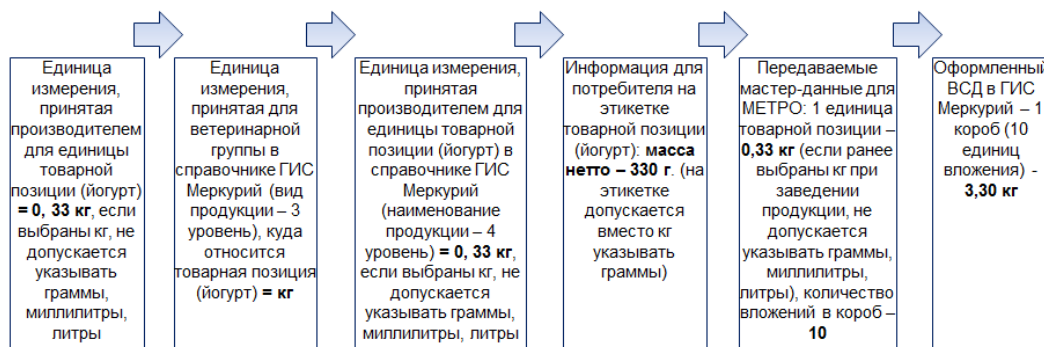 Единица
измерения,
принятая
производителем
для единицы
товарной
позиции (йогурт)
= 0, 33 кг, если
выбраны кг, не
допускается
указывать
граммы,
миллилитры,
литры
Единица
измерения,
принятая для
ветеринарной
группы в
справочнике ГИС
Меркурий (вид
продукции – 3
уровень), куда
относится
товарная позиция
(йогурт) = кг
Единица измерения,
принятая
производителем для
единицы товарной
позиции (йогурт) в
справочнике ГИС
Меркурий
(наименование
продукции – 4
уровень) = 0, 33 кг,
если выбраны кг, не
допускается
указывать граммы,
миллилитры, литры
Информация для
потребителя на
этикетке
товарной позиции
(йогурт): масса
нетто – 330 г. (на
этикетке
допускается
вместо кг
указывать
граммы)
Передаваемые
мастер-данные для
МЕТРО: 1 единица
товарной позиции –
0,33 кг (если ранее
выбраны кг при
заведении
продукции, не
допускается
указывать граммы,
миллилитры,
литры), количество
вложений в короб –
10
Оформленный
ВСД в ГИС
Меркурий – 1
короб (10
единиц
вложения) -
3,30 кг